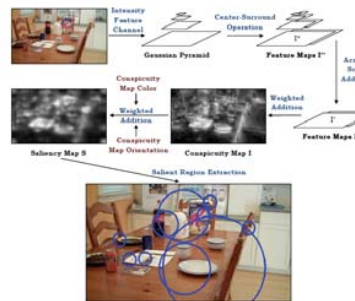 Intensity
Feature
Channel
Gaussian Pyramid
Center-Surround
Operation
I''
Feature Maps I''
Weighted
Addition
I'
Feature Maps
Conspicuity
Map Color
Weighted
Addition
Conspicuity
Map Orientation
Saliency Map S
Conspicuity Map I
Salient Region Extraction